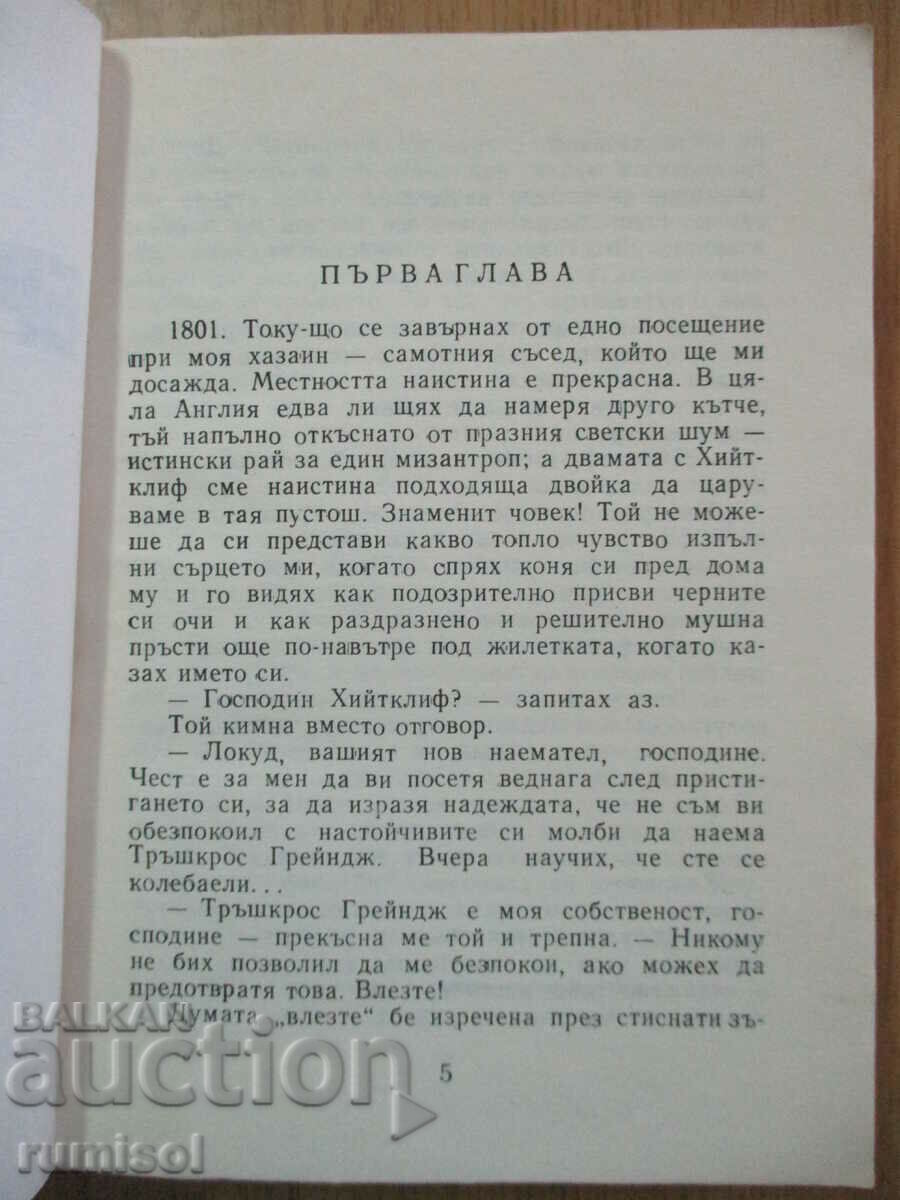 ПЪРВА ГЛАВА
1801. Току-що се завърнах от едно посещение
при моя хазаин — самотния съсед, който ще ми
досажда. Местността наистина е прекрасна. В ця-
ла Англия едва ли щях да намеря друго кътче,
тъй напълно откъснато от празния светски шум —
истински рай за един мизантроп; а двамата с Хийт-
клиф сме наистина подходяща двойка да цару-
ваме в тая пустош. Знаменит човек! Той не може-
ше да си представи какво топло чувство изпъл-
ни сърцето ми, когато спрях коня си пред дома
му и го видях как подозрително присви черните
си очи и как раздразнено и решително мушна
пръсти още по-навътре под жилетката, когато ка-
зах името си.
— Господин Хийтклиф? — запитах аз.
Той кимна вместо отговор.
— Локуд, вашият нов наемател, господине.
Чест е за мен да ви посетя веднага след присти-
гането си, за да изразя надеждата, че не съм ви
обезпокоил с настойчивите си молби да наема
Тръшкрос Грейндж. Вчера научих, че сте се
колебаели...
— Тръшкрос Грейндж е моя собственост, го-
сподине — прекъсна ме той и трепна. — Никому
не бих позволил да ме безпокои, ако можех да
предотвратя това. Влезте!
Думата „влезте“ бе изречена през стиснати зъ-
5
BALKAN
auction
rumisol